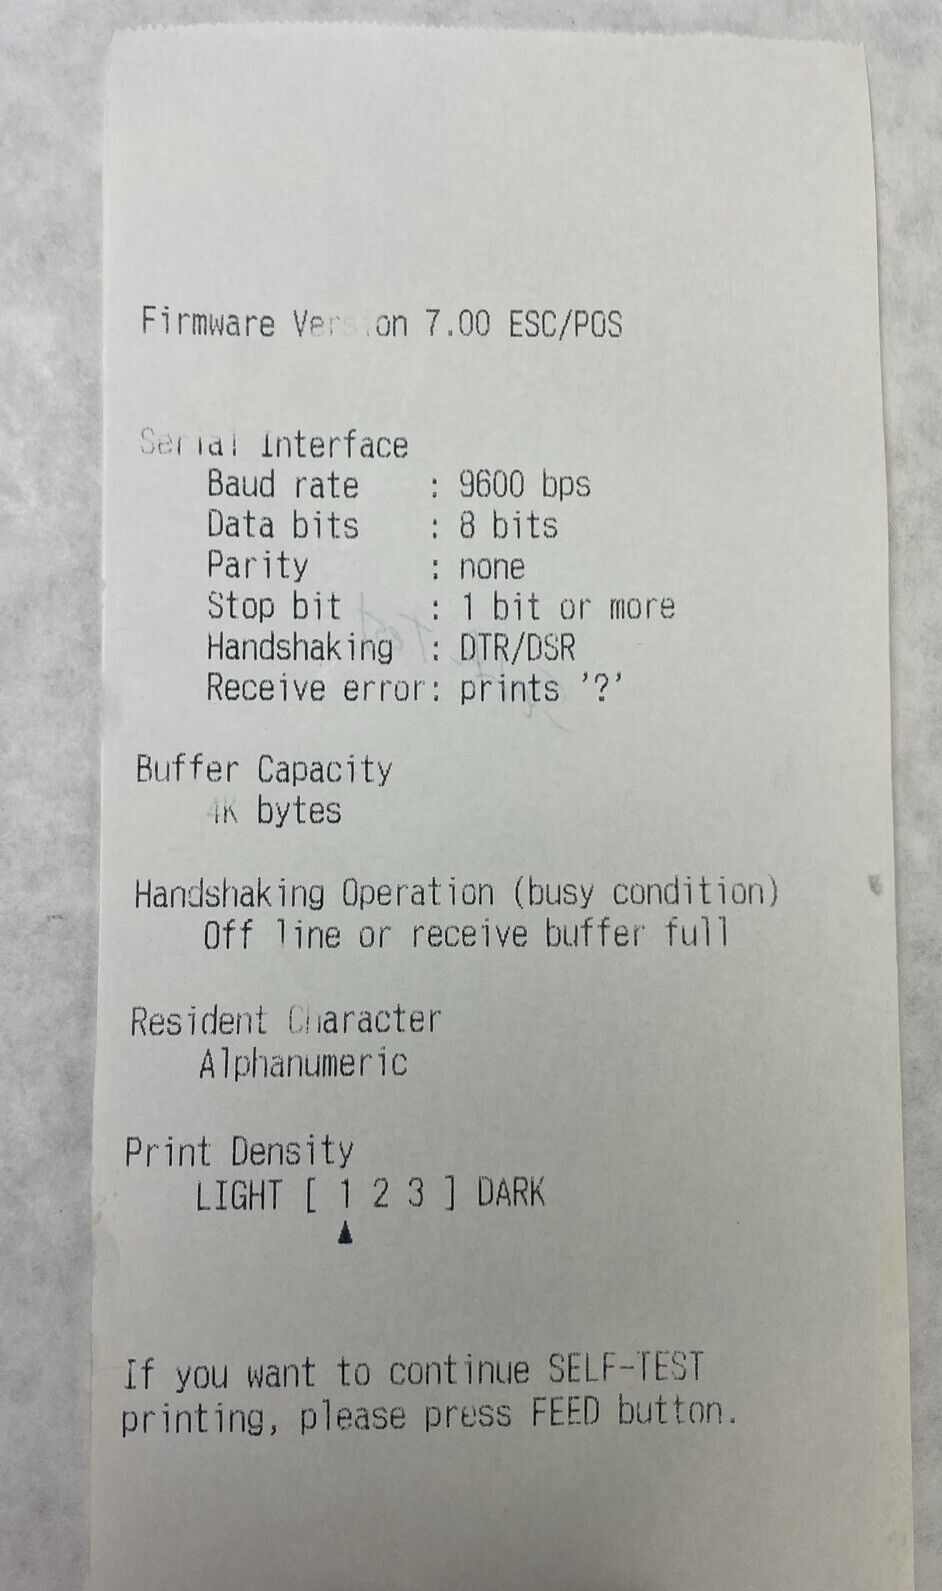 Firmware Version 7.00 ESC/POS
Serial Interface
Baud rate : 9600 bps
Data bits : 8 bits
Parity : none
Stop bit : 1 bit or more
Handshaking : DTR/DSR
Receive error: prints '?'
Buffer Capacity
4K bytes
Handshaking Operation (busy condition)
Off line or receive buffer full
Resident Character
Alphanumeric
Print Density
LIGHT [ 1 2 3 ] DARK
▲
If you want to continue SELF-TEST
printing, please press FEED button.